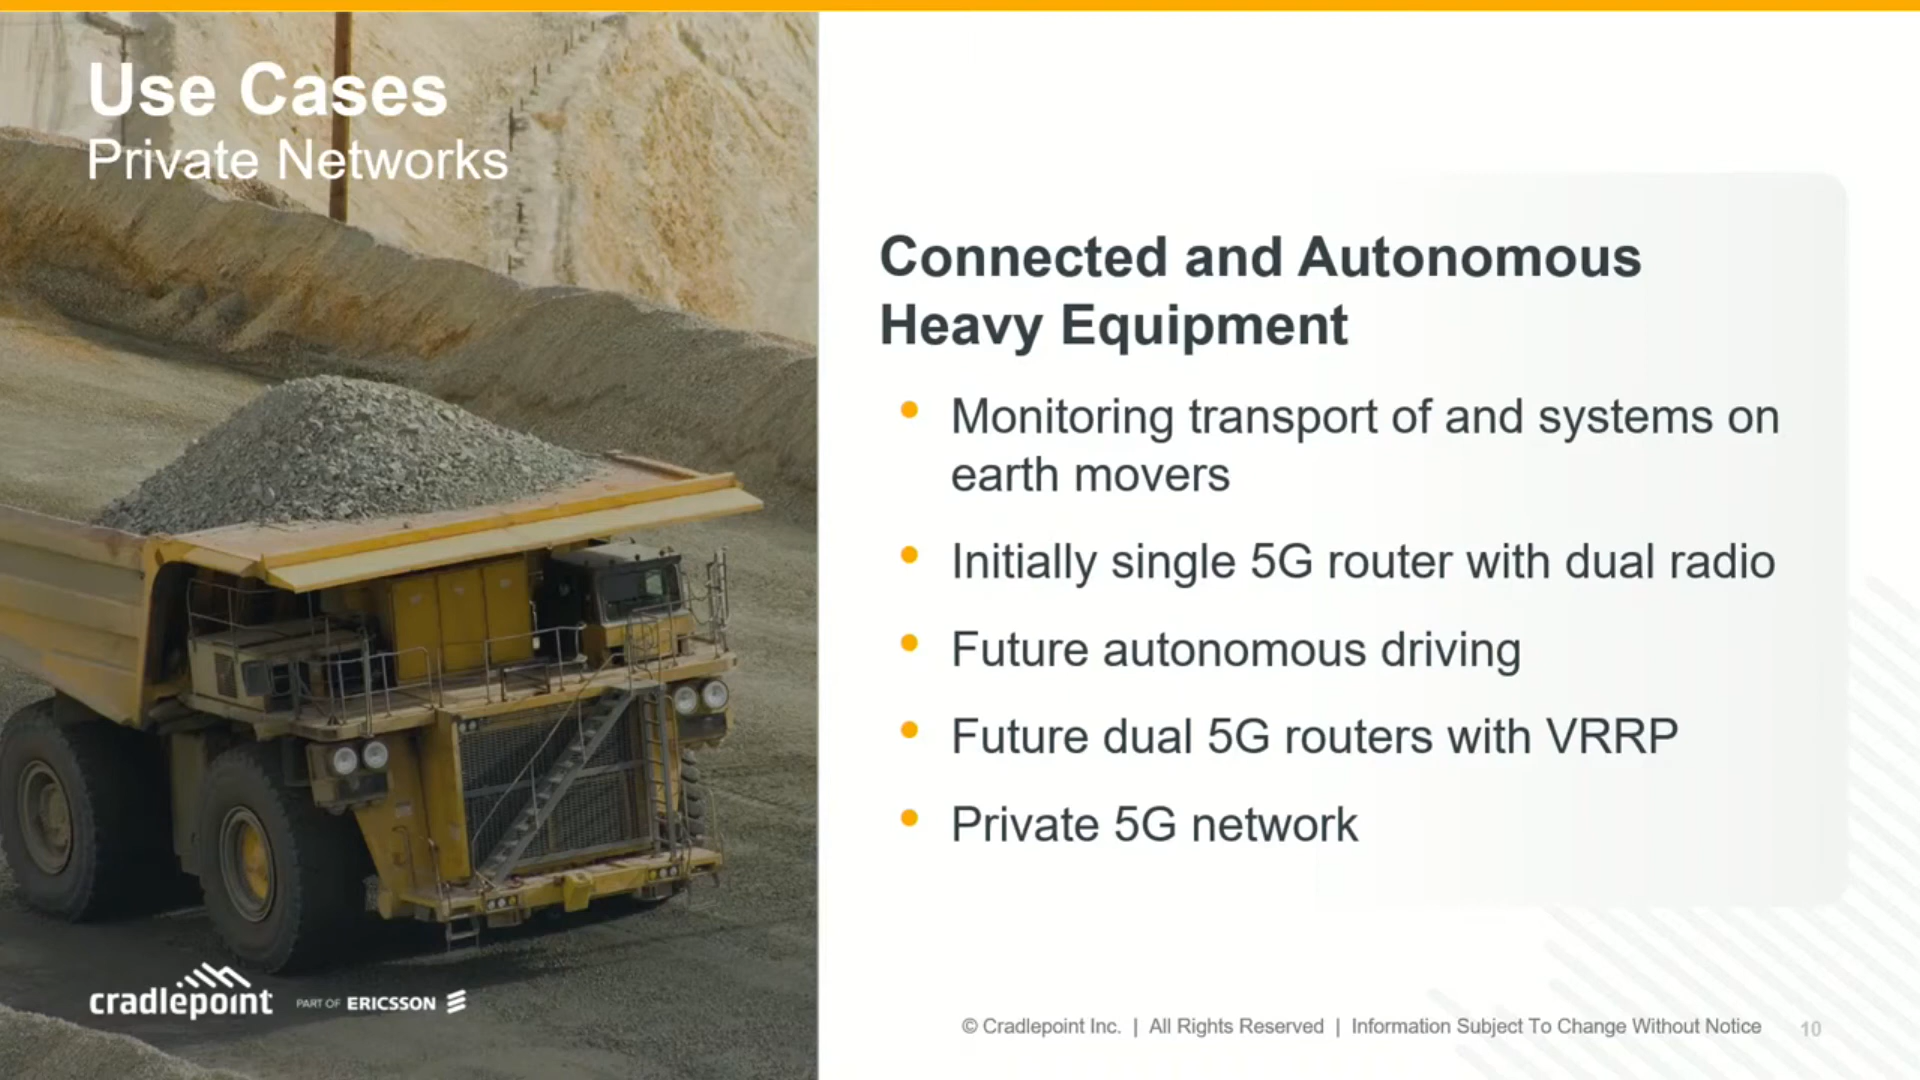 Use Cases
Private Networks
Connected and Autonomous
Heavy Equipment
• Monitoring transport of and systems on
earth movers
• Initially single 5G router with dual radio
• Future autonomous driving
• Future dual 5G routers with VRRP
• Private 5G network
cradlepoint PART OF ERICSSON
© Cradlepoint Inc. | All Rights Reserved | Information Subject To Change Without Notice 10